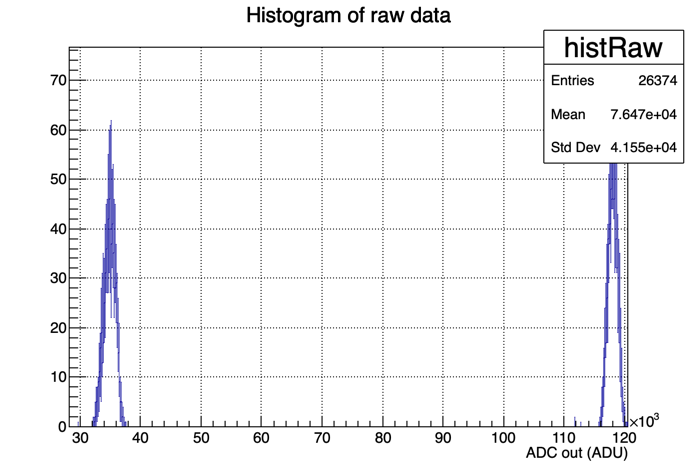 Histogram of raw data
histRaw
Entries 26374
Mean 7.647e+04
Std Dev 4.155e+04
70
60
50
40
30
20
10
0
30 40 50 60 70 80 90 100 110 120
×10³
ADC out (ADU)